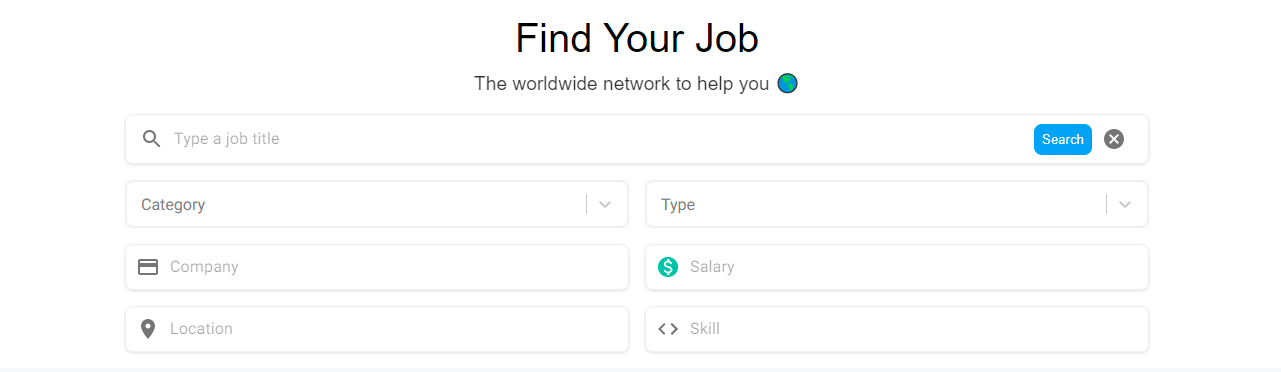 Find Your Job
The worldwide network to help you 🌎
Type a job title Search
Category Type
Company Salary
Location Skill